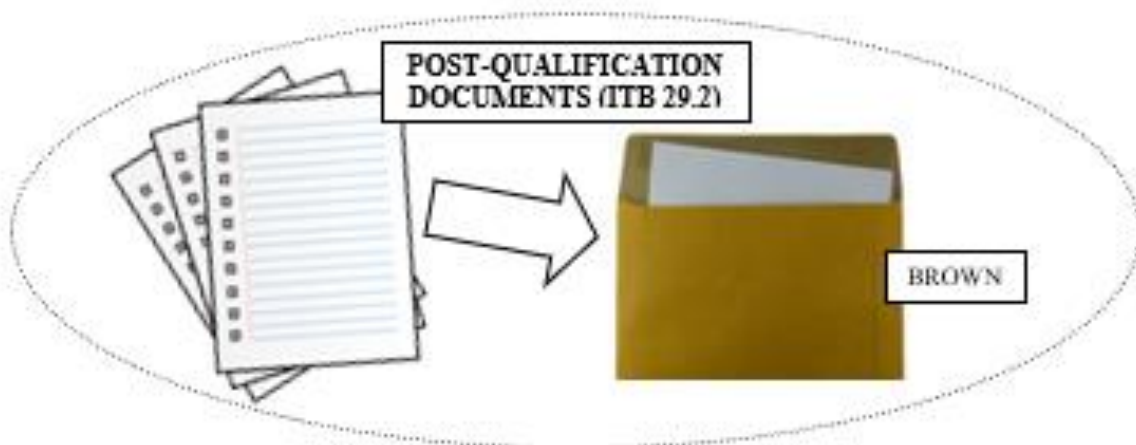 POST-QUALIFICATION
DOCUMENTS (ITB 29.2)
BROWN